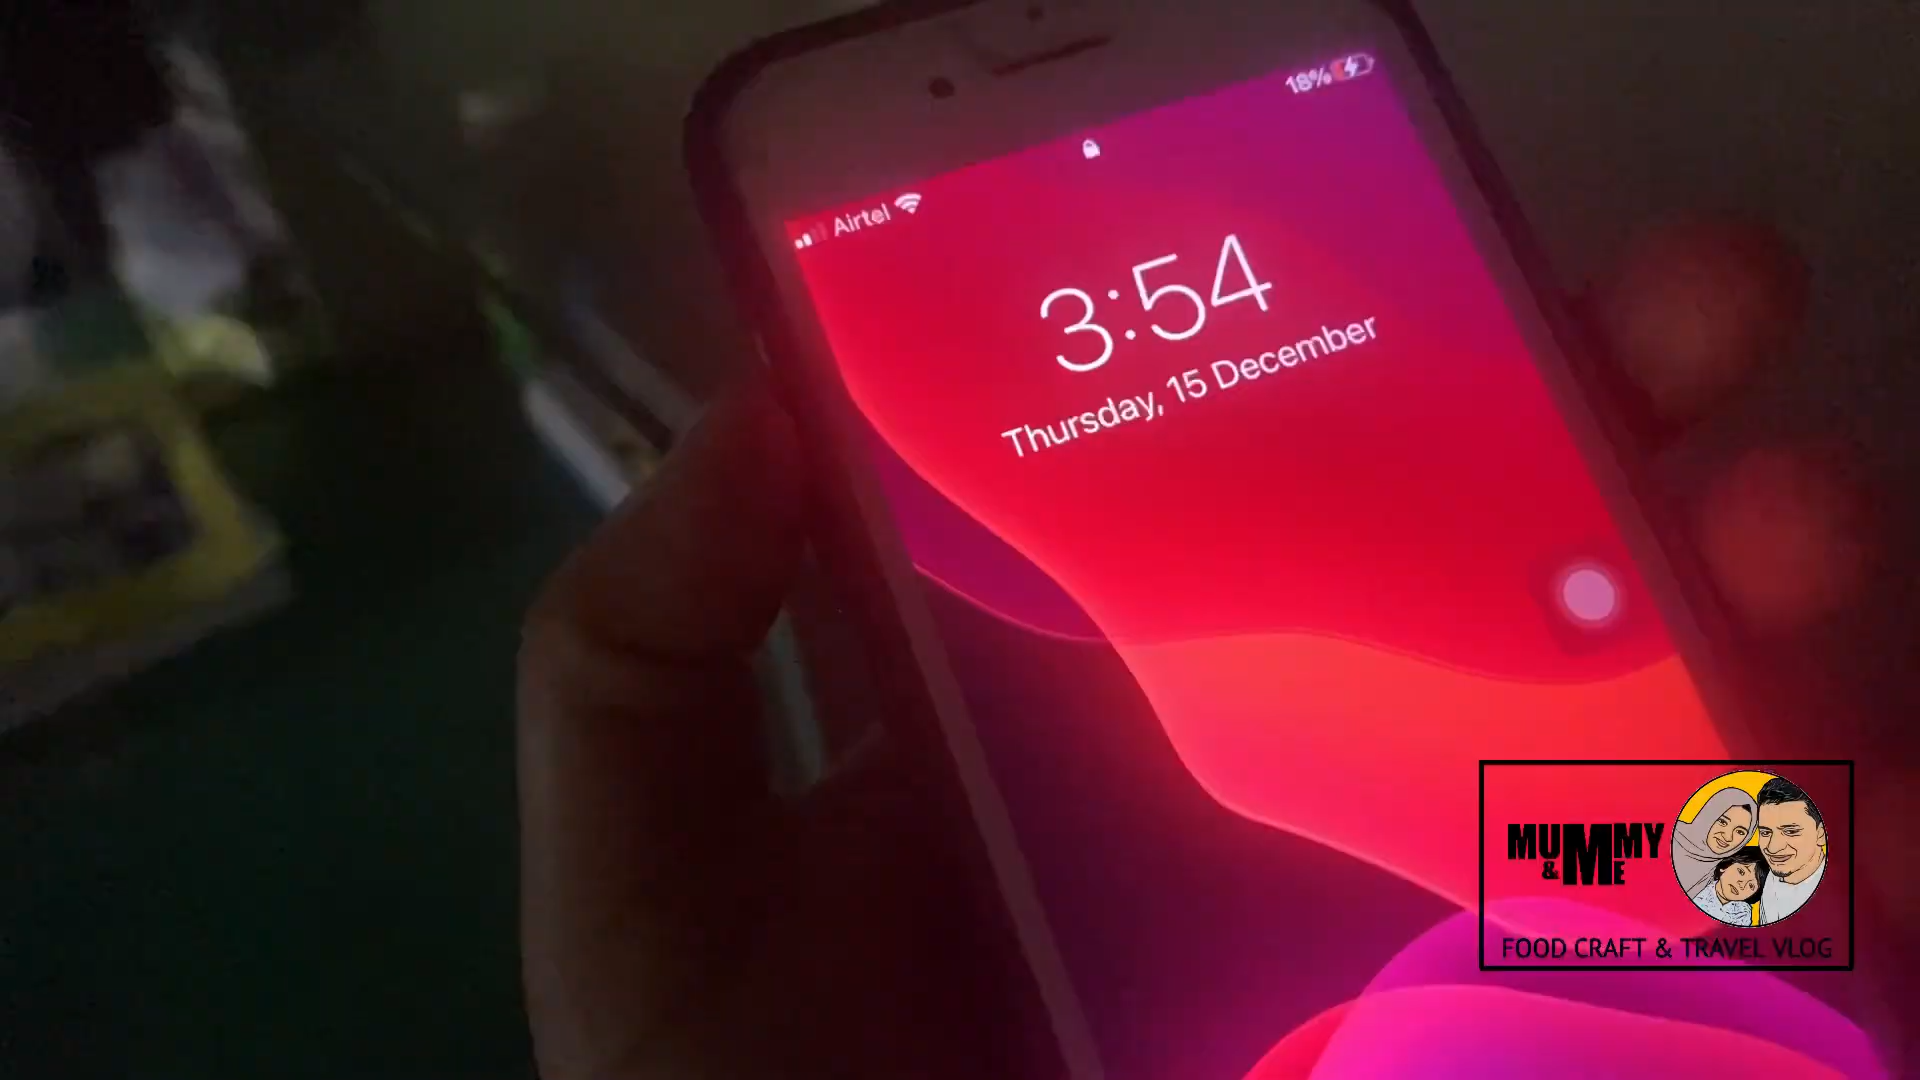 18%
Airtel
3:54
Thursday, 15 December
MUMMY
& ME
FOOD CRAFT & TRAVEL VLOG